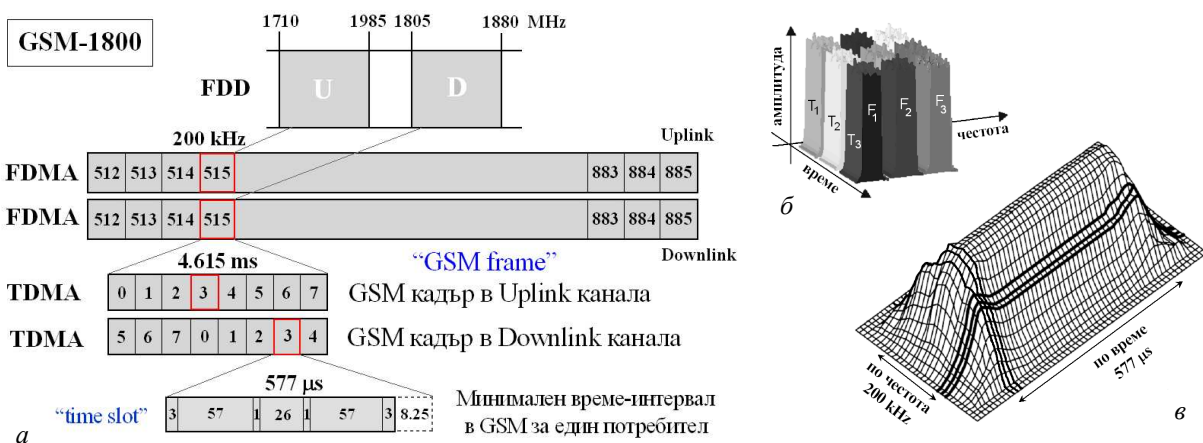 GSM-1800
1710 1985 1805 1880 MHz
FDD U D
200 kHz
Uplink
FDMA 512 513 514 515 883 884 885
FDMA 512 513 514 515 883 884 885
Downlink
4.615 ms
“GSM frame”
TDMA 0 1 2 3 4 5 6 7 GSM кадър в Uplink канала
TDMA 5 6 7 0 1 2 3 4 GSM кадър в Downlink канала
577 μs
“time slot” 3 57 1 26 1 57 3 8.25
Минимален време-интервал
в GSM за един потребител
а
амплитуда
T1 T2 T3 F1 F2 F3
честота
време
б
по честота
200 kHz
по време
577 μs
в